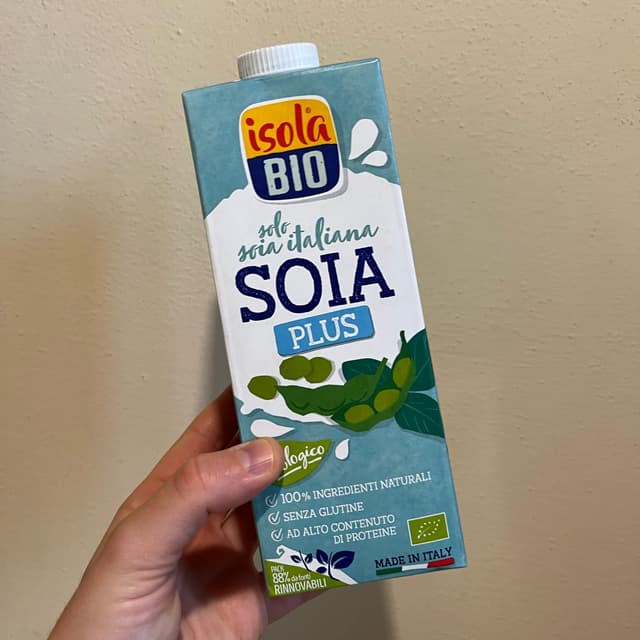 isola
BIO
solo
soia italiana
SOIA
PLUS
100% INGREDIENTI NATURALI
SENZA GLUTINE
AD ALTO CONTENUTO
DI PROTEINE
PACK
88% da fonti
RINNOVABILI
MADE IN ITALY